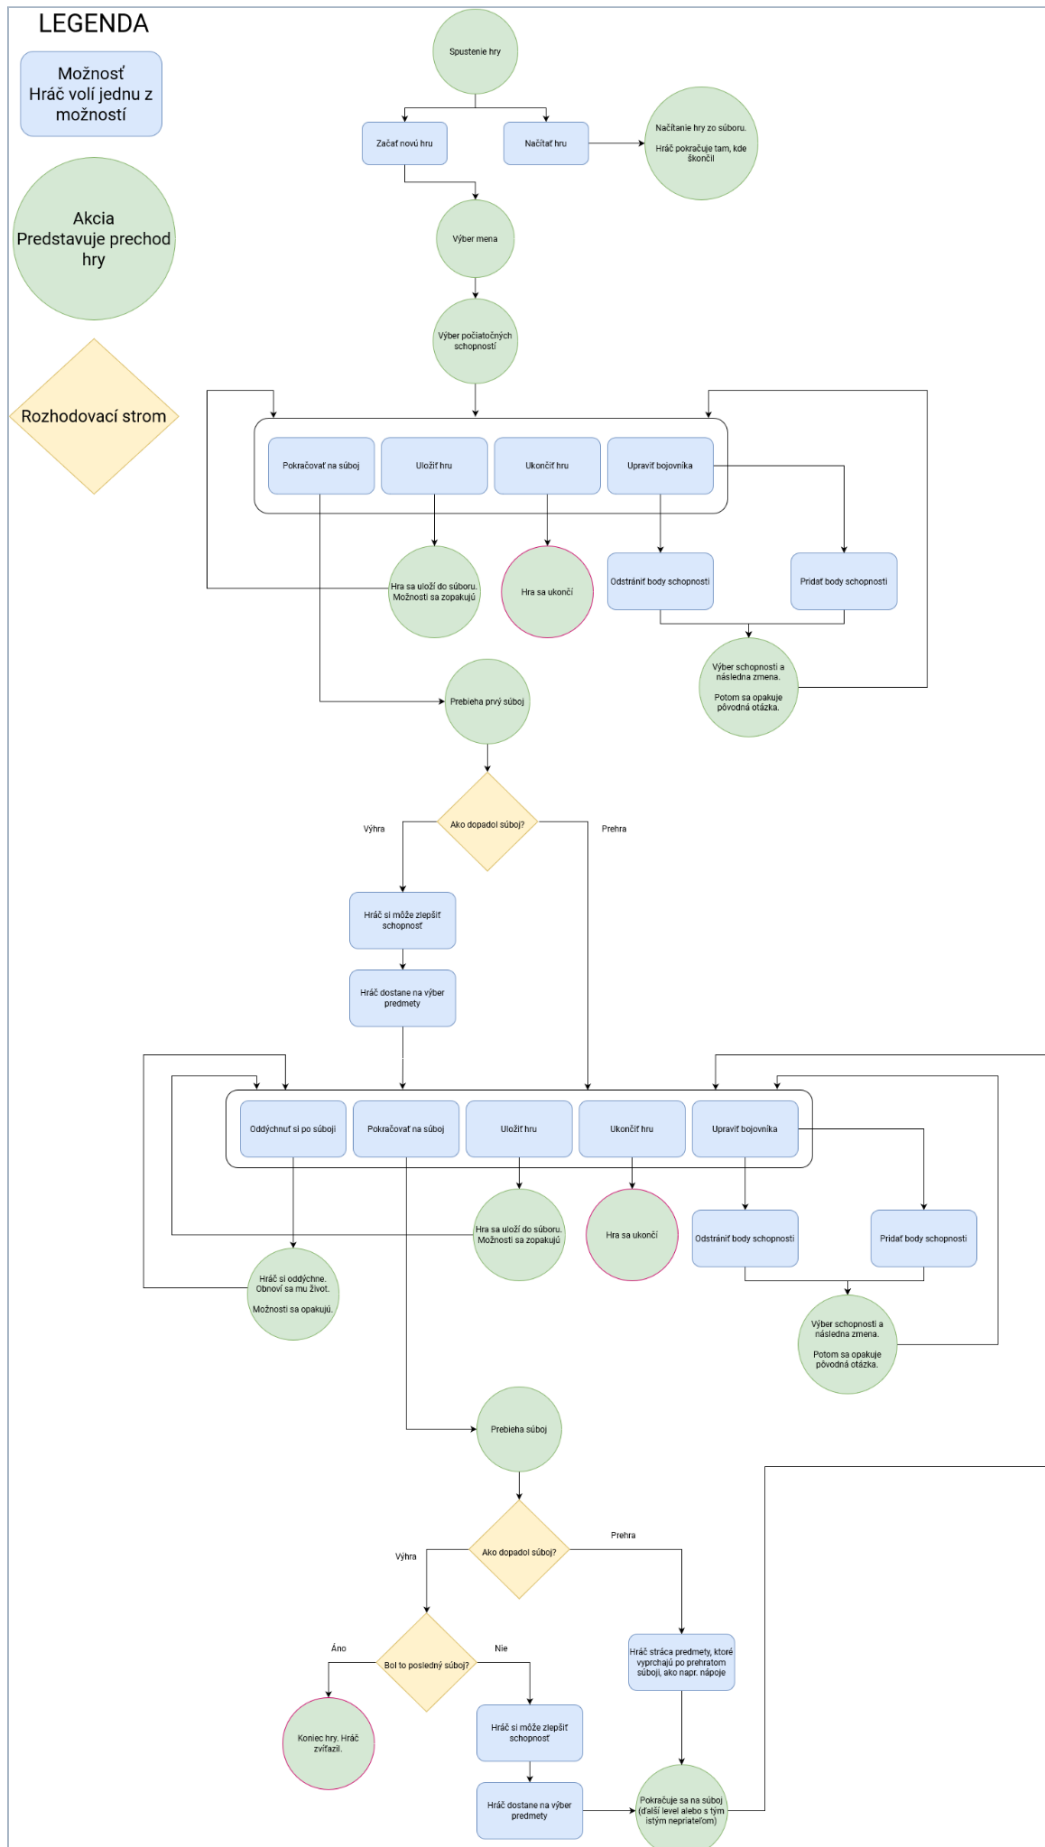 LEGENDA
Možnosť
Hráč volí jednu z
možností
Akcia
Predstavuje prechod
hry
Rozhodovací strom
Spustenie hry
Začať novú hru
Načítať hru
Načítanie hry zo súboru.
Hráč pokračuje tam, kde
škončil
Výber mena
Výber počiatočných
schopností
Pokračovať na súboj
Uložiť hru
Ukončiť hru
Upraviť bojovníka
Hra sa uloží do súboru.
Možnosti sa zopakujú
Hra sa ukončí
Odstrániť body schopnosti
Pridať body schopnosti
Výber schopnosti a
následna zmena.
Potom sa opakuje
pôvodná otázka.
Prebieha prvý súboj
Ako dopadol súboj?
Výhra
Prehra
Hráč si môže zlepšiť
schopnosť
Hráč dostane na výber
predmety
Oddýchnuť si po súboji
Pokračovať na súboj
Uložiť hru
Ukončiť hru
Upraviť bojovníka
Hra sa uloží do súboru.
Možnosti sa zopakujú
Hra sa ukončí
Odstrániť body schopnosti
Pridať body schopnosti
Hráč si oddýchne.
Obnoví sa mu život.
Možnosti sa opakujú.
Výber schopnosti a
následna zmena.
Potom sa opakuje
pôvodná otázka.
Prebieha súboj
Ako dopadol súboj?
Výhra
Prehra
Bol to posledný súboj?
Áno
Nie
Hráč stráca predmety, ktoré
vyprchajú po prehratom
súboji, ako napr. nápoje
Koniec hry. Hráč
zvíťazil.
Hráč si môže zlepšiť
schopnosť
Hráč dostane na výber
predmety
Pokračuje sa na súboj
(ďalší level alebo s tým
istým nepriateľom)